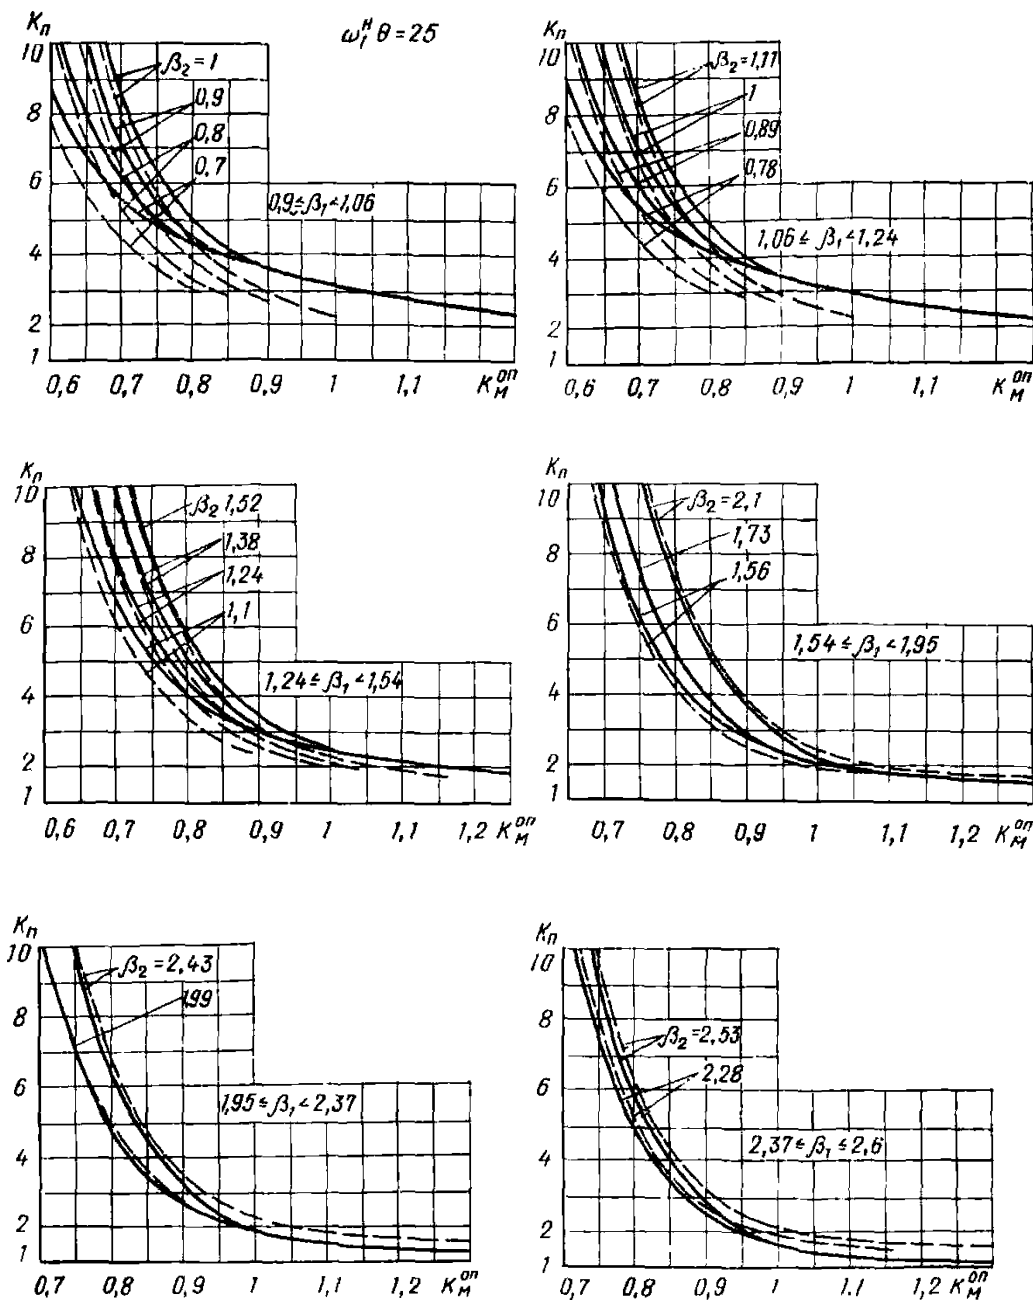 ω₁ᴴ θ = 25
Kп
10
8
6
4
2
1
β₂ = 1
0,9
0,8
0,7
0,9 ≤ β₁ < 1,06
0,6 0,7 0,8 0,9 1 1,1 Kм^оп
Kп
10
8
6
4
2
1
β₂ = 1,11
1
0,89
0,78
1,06 ≤ β₁ < 1,24
0,6 0,7 0,8 0,9 1 1,1 Kм^оп
Kп
10
8
6
4
2
1
β₂ 1,52
1,38
1,24
1,1
1,24 ≤ β₁ < 1,54
0,6 0,7 0,8 0,9 1 1,1 1,2 Kм^оп
Kп
10
8
6
4
2
1
β₂ = 2,1
1,73
1,56
1,54 ≤ β₁ < 1,95
0,7 0,8 0,9 1 1,1 1,2 Kм^оп
Kп
10
8
6
4
2
1
β₂ = 2,43
1,99
1,95 ≤ β₁ < 2,37
0,7 0,8 0,9 1 1,1 1,2 Kм^оп
Kп
10
8
6
4
2
1
β₂ = 2,53
2,28
2,37 ≤ β₁ ≤ 2,6
0,7 0,8 0,9 1 1,1 1,2 Kм^оп